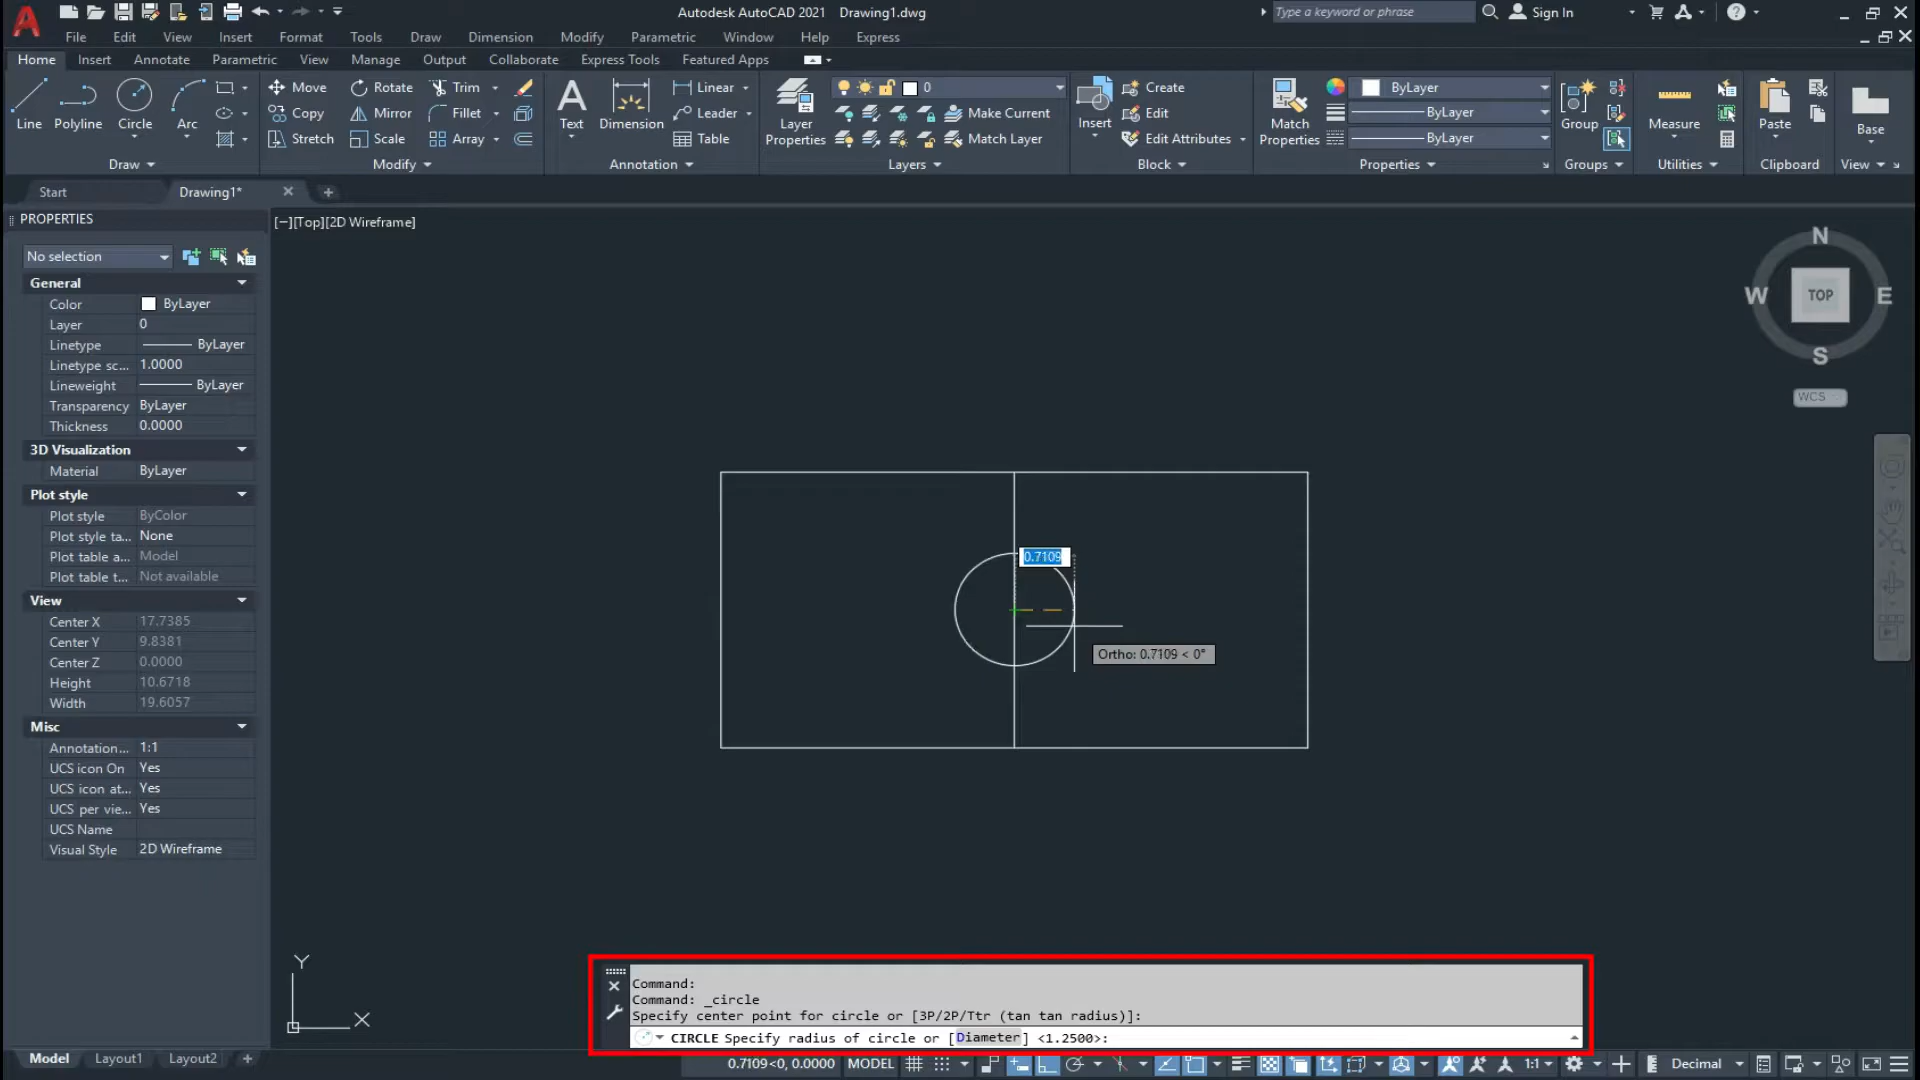 Autodesk AutoCAD 2021 Drawing1.dwg
Type a keyword or phrase
Sign In
File Edit View Insert Format Tools Draw Dimension Modify Parametric Window Help Express
Home Insert Annotate Parametric View Manage Output Collaborate Express Tools Featured Apps
Line Polyline Circle Arc
Draw
Move Rotate Trim
Copy Mirror Fillet
Stretch Scale Array
Modify
Text Dimension
Linear
Leader
Table
Annotation
Layer Properties
0
Make Current
Match Layer
Layers
Insert
Create
Edit
Edit Attributes
Block
Match Properties
ByLayer
ByLayer
ByLayer
Properties
Group
Groups
Measure
Utilities
Paste
Clipboard
Base
View
Start Drawing1*
PROPERTIES
[−][Top][2D Wireframe]
No selection
General
Color ByLayer
Layer 0
Linetype ByLayer
Linetype sc... 1.0000
Lineweight ByLayer
Transparency ByLayer
Thickness 0.0000
3D Visualization
Material ByLayer
Plot style
Plot style ByColor
Plot style ta... None
Plot table a... Model
Plot table t... Not available
View
Center X 17.7385
Center Y 9.8381
Center Z 0.0000
Height 10.6718
Width 19.6057
Misc
Annotation... 1:1
UCS icon On Yes
UCS icon at... Yes
UCS per vie... Yes
UCS Name
Visual Style 2D Wireframe
N
W TOP E
S
WCS
0.7109
Ortho: 0.7109 < 0°
Y
X
Command:
Command: _circle
Specify center point for circle or [3P/2P/Ttr (tan tan radius)]:
CIRCLE Specify radius of circle or [Diameter] <1.2500>:
Model Layout1 Layout2
0.7109<0, 0.0000 MODEL 1:1 Decimal